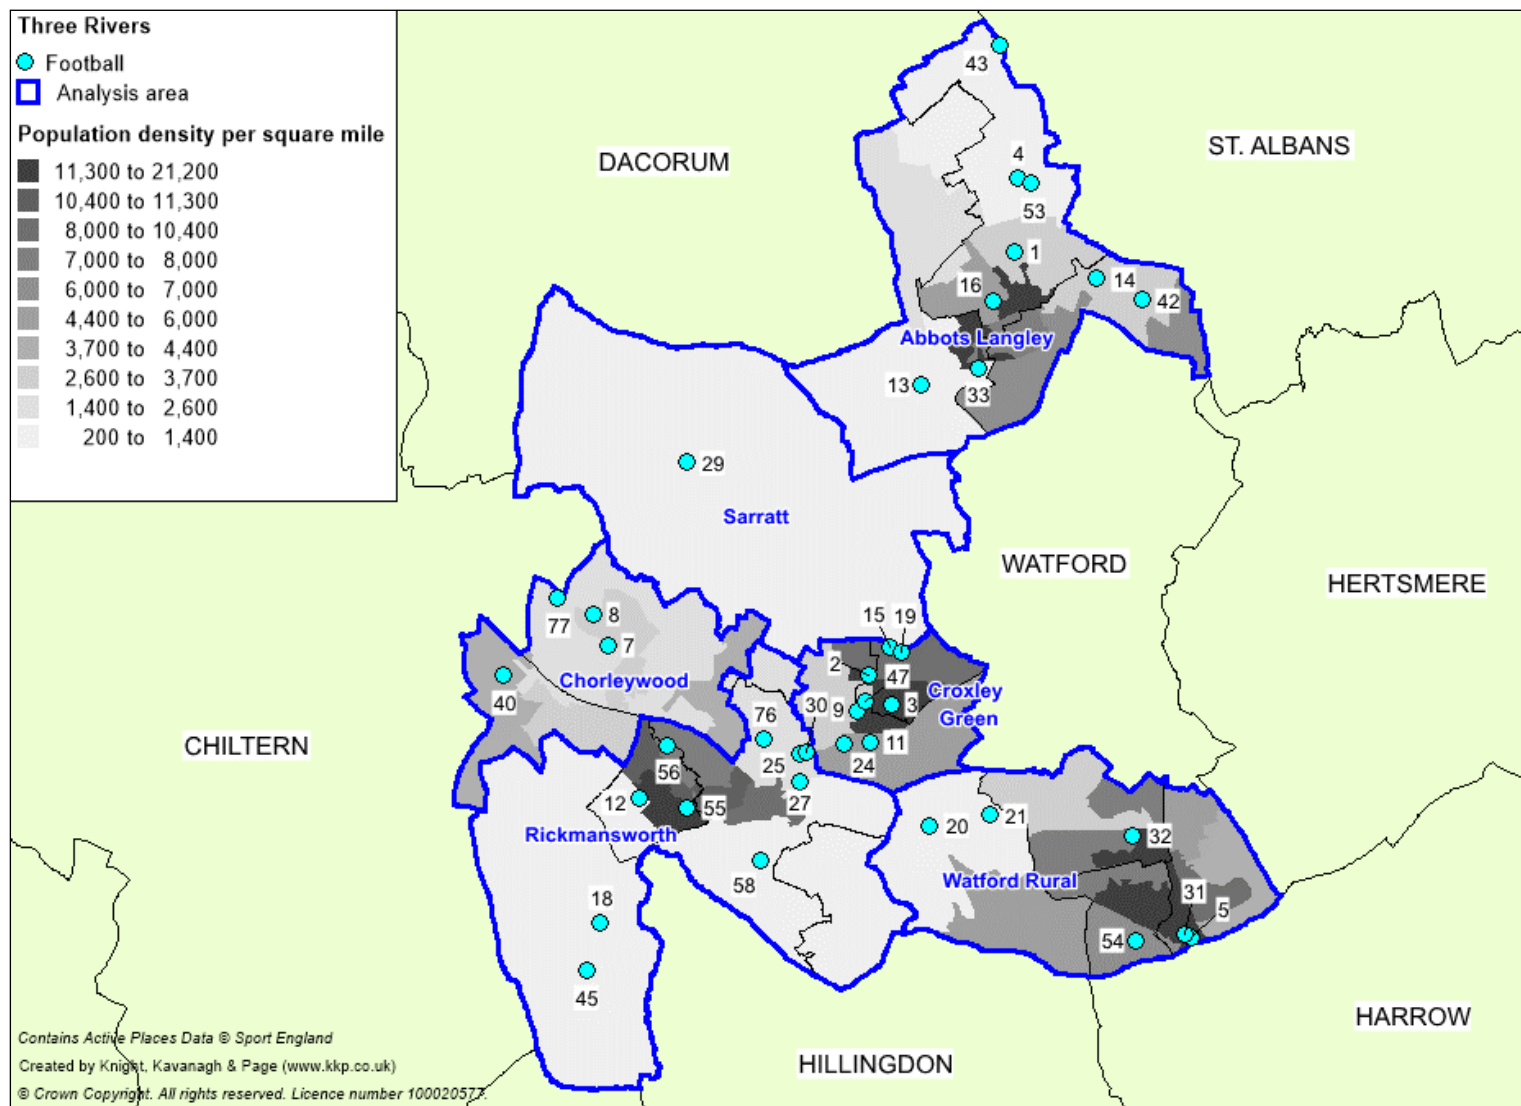 Three Rivers
Football
Analysis area
Population density per square mile
11,300 to 21,200
10,400 to 11,300
8,000 to 10,400
7,000 to 8,000
6,000 to 7,000
4,400 to 6,000
3,700 to 4,400
2,600 to 3,700
1,400 to 2,600
200 to 1,400
43
DACORUM
ST. ALBANS
4
53
1
14
42
16
Abbots Langley
13
33
29
Sarratt
WATFORD
HERTSMERE
77
8
7
15
19
2
47
Chorleywood
Croxley
Green
40
30
9
3
76
11
CHILTERN
56
25
24
12
55
27
Rickmansworth
20
21
32
58
Watford Rural
18
31
5
54
45
HARROW
HILLINGDON
Contains Active Places Data © Sport England
Created by Knight, Kavanagh & Page (www.kkp.co.uk)
© Crown Copyright. All rights reserved. Licence number 100020577.